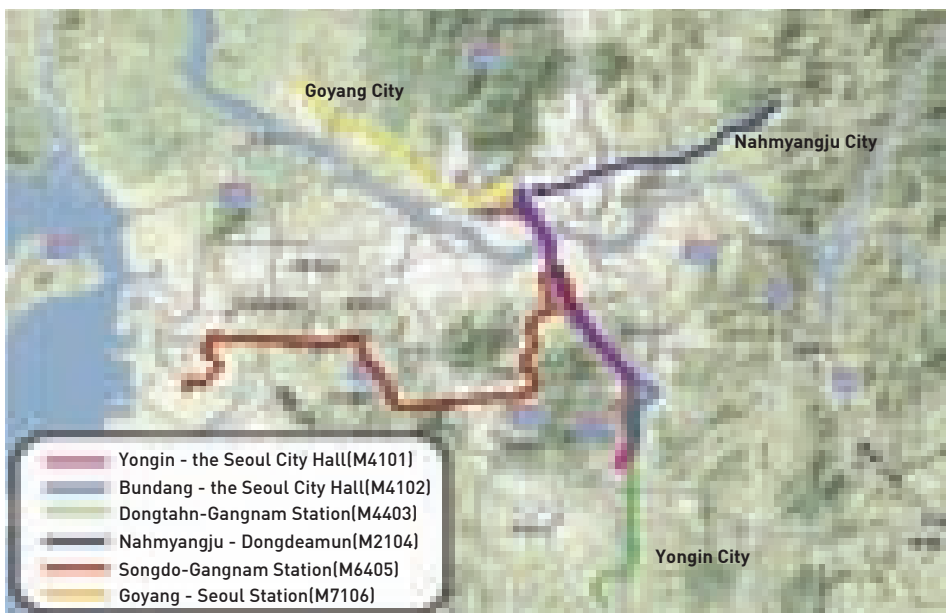 Goyang City
Nahmyangju City
Yongin - the Seoul City Hall(M4101)
Bundang - the Seoul City Hall(M4102)
Dongtahn-Gangnam Station(M4403)
Nahmyangju - Dongdeamun(M2104)
Songdo-Gangnam Station(M6405)
Goyang - Seoul Station(M7106)
Yongin City